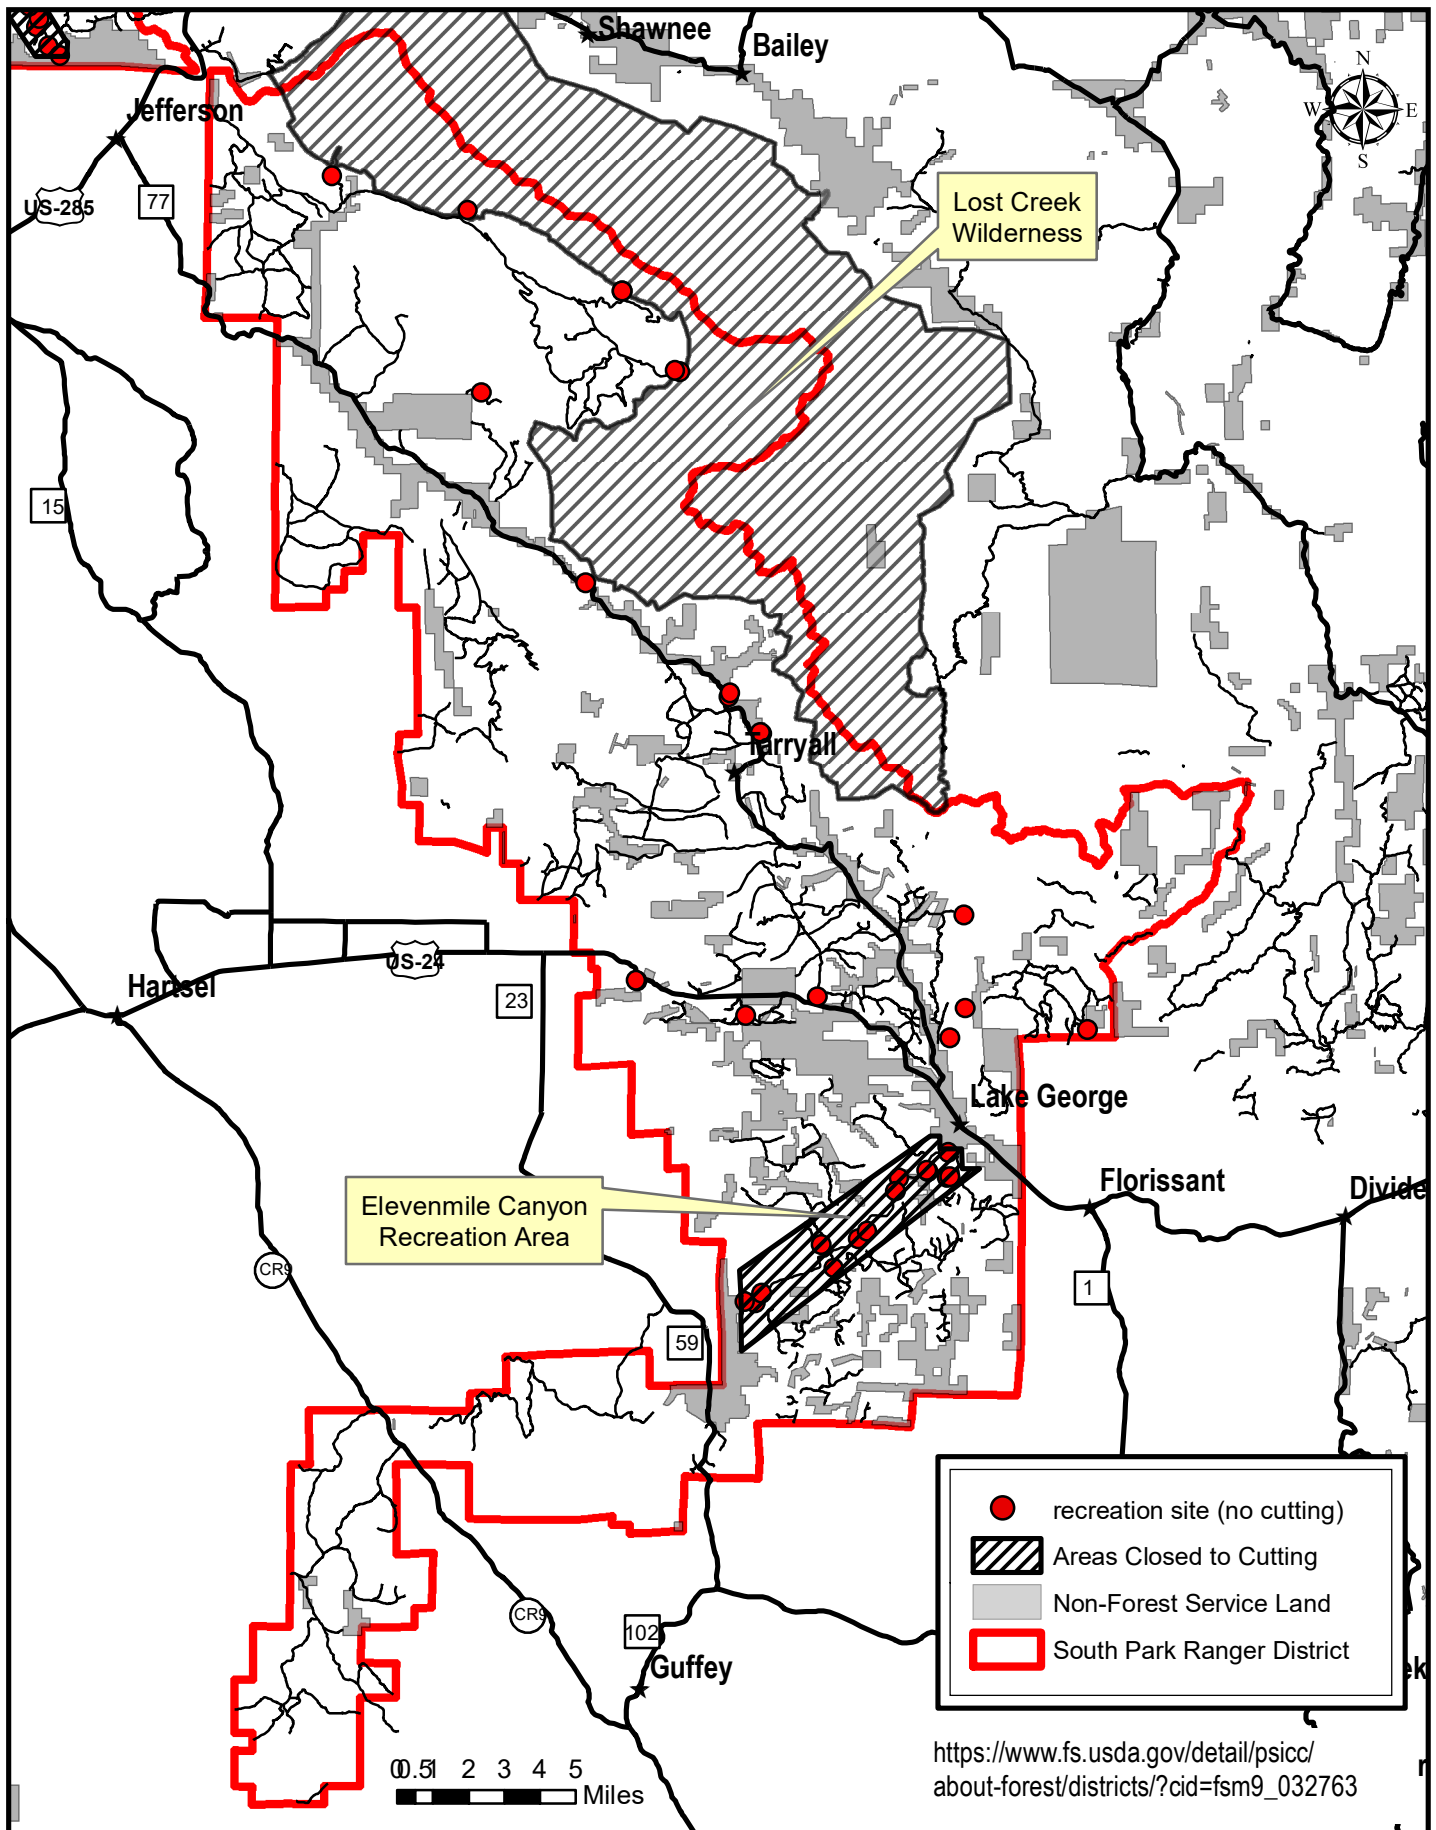 Shawnee
Bailey
N
W
E
S
Jefferson
US-285
77
Lost Creek
Wilderness
15
Tarryall
US-24
Hartsel
23
Lake George
Elevenmile Canyon
Recreation Area
Florissant
Divide
CR9
1
59
CR9
102
Guffey
recreation site (no cutting)
Areas Closed to Cutting
Non-Forest Service Land
South Park Ranger District
ek
0 0.5 1 2 3 4 5
Miles
https://www.fs.usda.gov/detail/psicc/
about-forest/districts/?cid=fsm9_032763